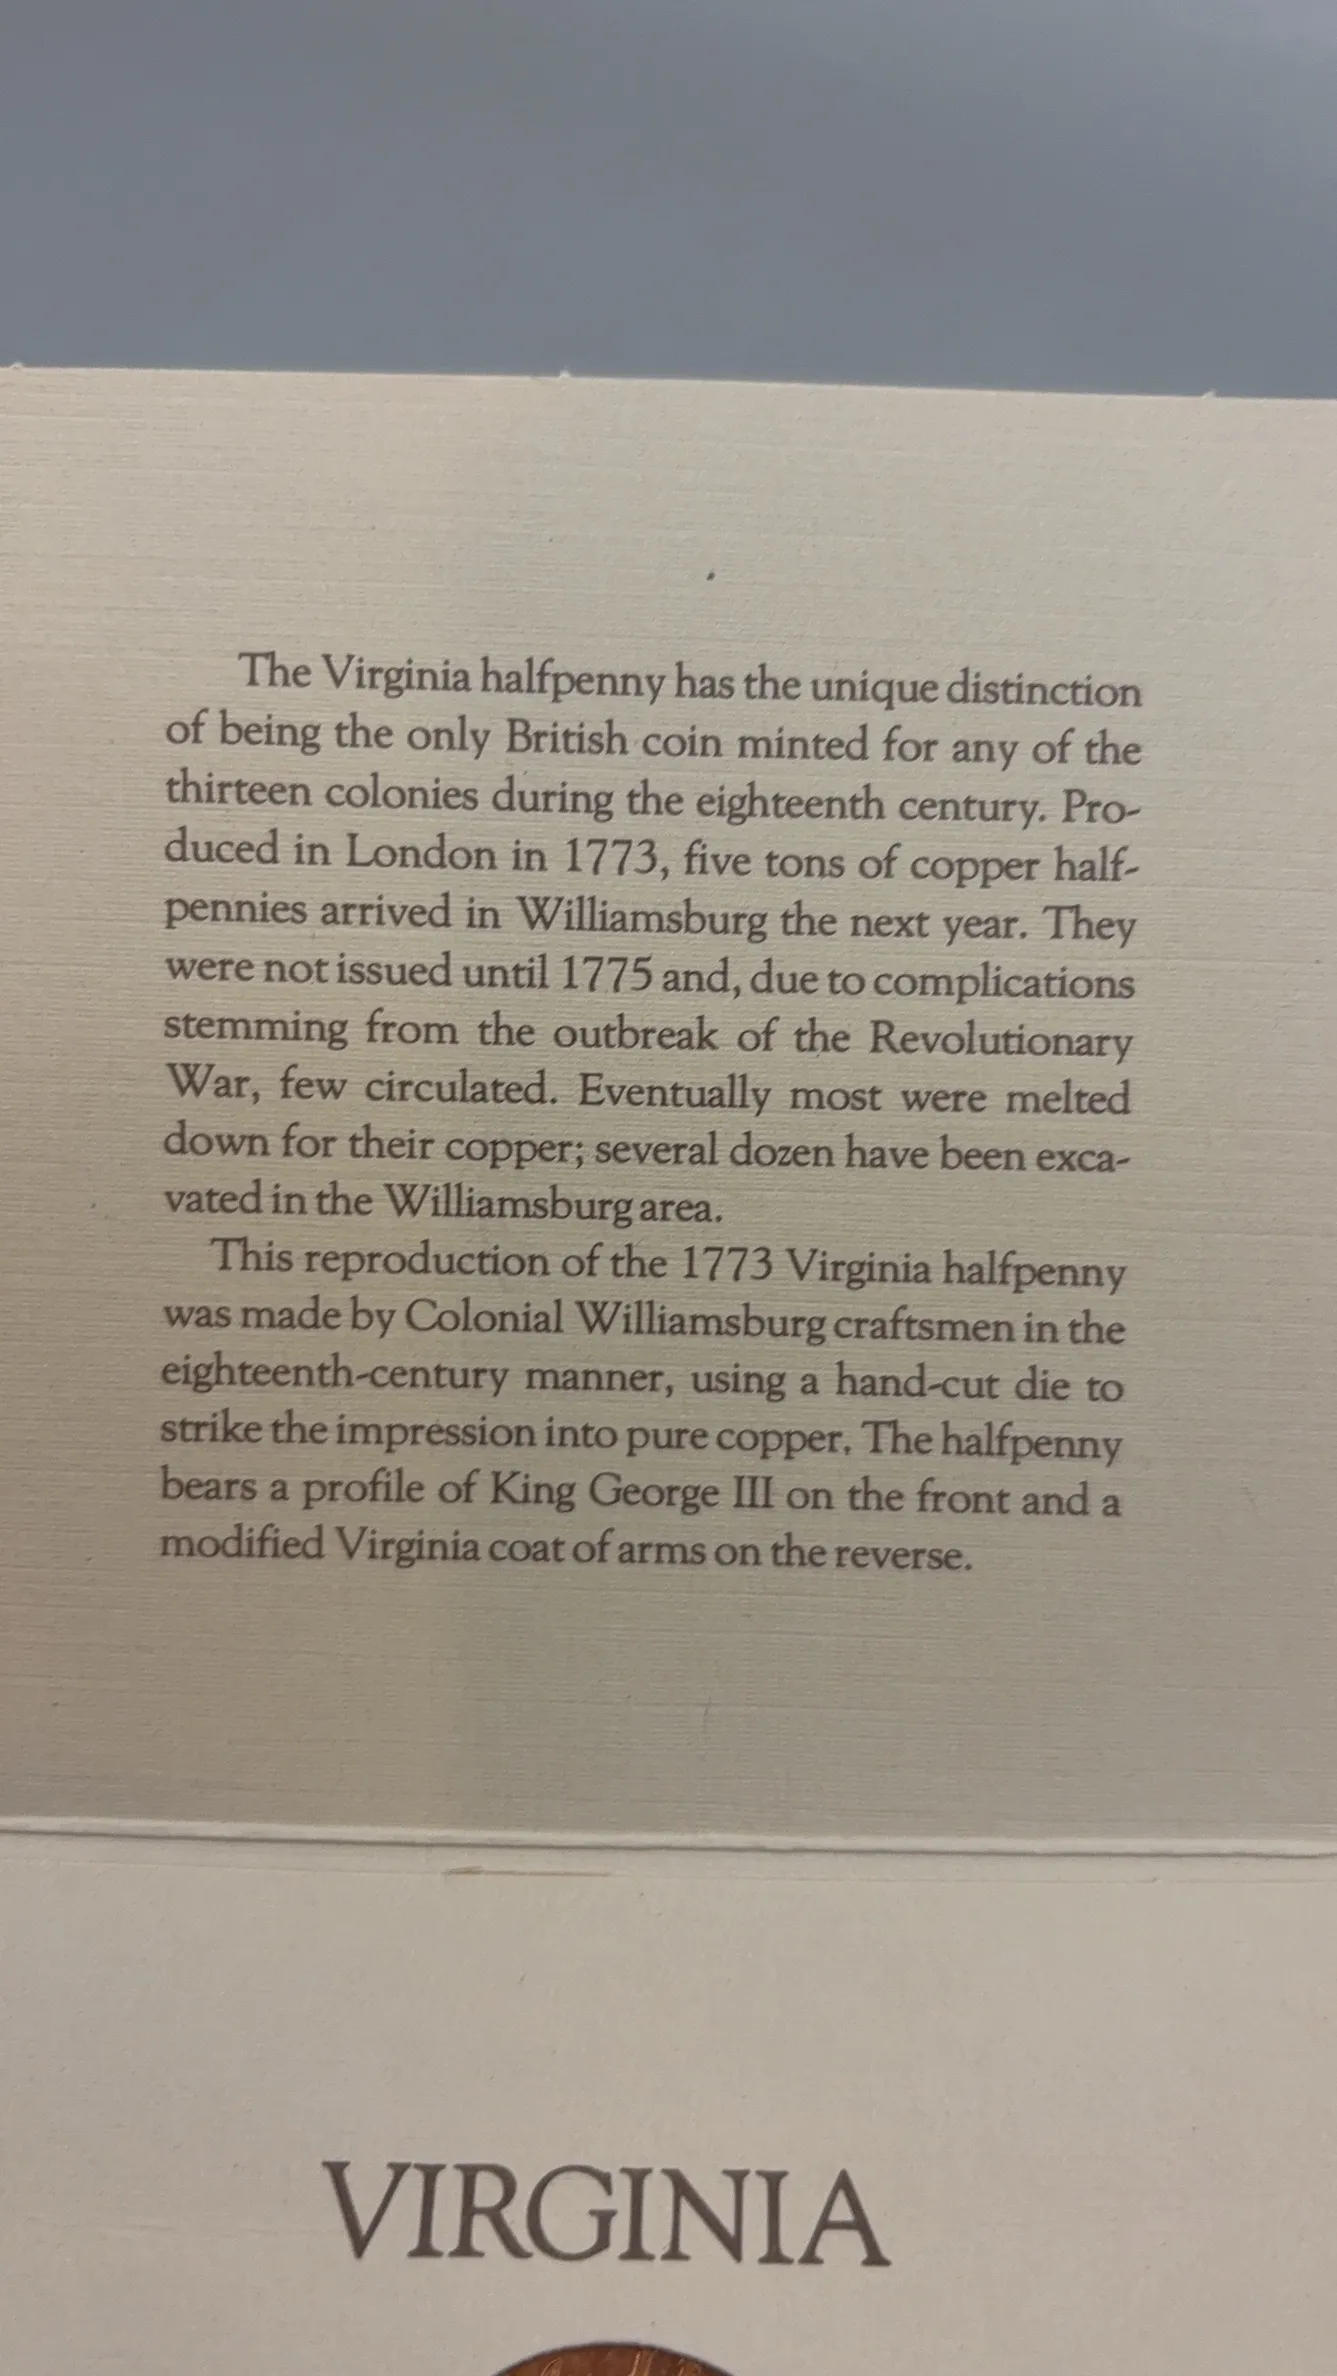 The Virginia halfpenny has the unique distinction
of being the only British coin minted for any of the
thirteen colonies during the eighteenth century. Pro-
duced in London in 1773, five tons of copper half-
pennies arrived in Williamsburg the next year. They
were not issued until 1775 and, due to complications
stemming from the outbreak of the Revolutionary
War, few circulated. Eventually most were melted
down for their copper; several dozen have been exca-
vated in the Williamsburg area.
This reproduction of the 1773 Virginia halfpenny
was made by Colonial Williamsburg craftsmen in the
eighteenth-century manner, using a hand-cut die to
strike the impression into pure copper. The halfpenny
bears a profile of King George III on the front and a
modified Virginia coat of arms on the reverse.
VIRGINIA